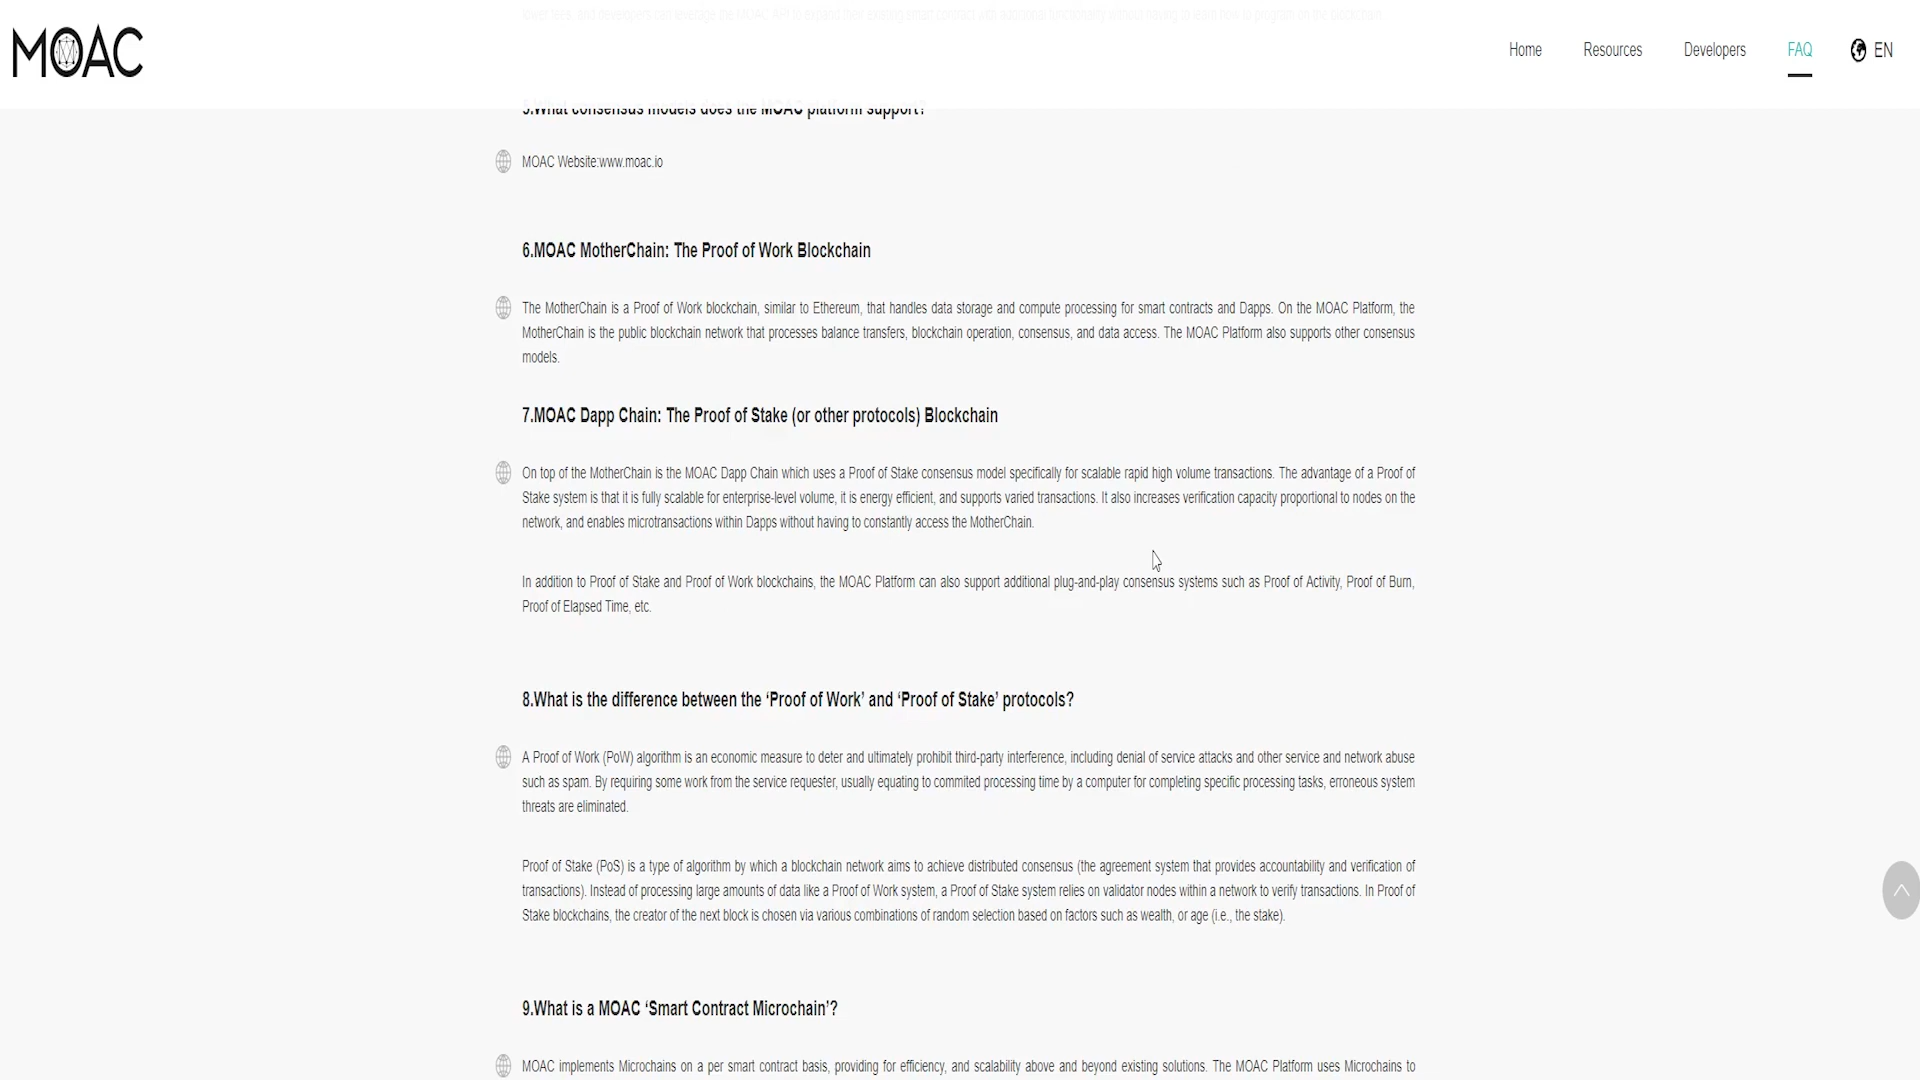 MOAC
Home
Resources
Developers
FAQ
EN
5.What consensus models does the MOAC platform support?
MOAC Website:www.moac.io
6.MOAC MotherChain: The Proof of Work Blockchain
The MotherChain is a Proof of Work blockchain, similar to Ethereum, that handles data storage and compute processing for smart contracts and Dapps. On the MOAC Platform, the
MotherChain is the public blockchain network that processes balance transfers, blockchain operation, consensus, and data access. The MOAC Platform also supports other consensus
models.
7.MOAC Dapp Chain: The Proof of Stake (or other protocols) Blockchain
On top of the MotherChain is the MOAC Dapp Chain which uses a Proof of Stake consensus model specifically for scalable rapid high volume transactions. The advantage of a Proof of
Stake system is that it is fully scalable for enterprise-level volume, it is energy efficient, and supports varied transactions. It also increases verification capacity proportional to nodes on the
network, and enables microtransactions within Dapps without having to constantly access the MotherChain.
In addition to Proof of Stake and Proof of Work blockchains, the MOAC Platform can also support additional plug-and-play consensus systems such as Proof of Activity, Proof of Burn,
Proof of Elapsed Time, etc.
8.What is the difference between the ‘Proof of Work’ and ‘Proof of Stake’ protocols?
A Proof of Work (PoW) algorithm is an economic measure to deter and ultimately prohibit third-party interference, including denial of service attacks and other service and network abuse
such as spam. By requiring some work from the service requester, usually equating to commited processing time by a computer for completing specific processing tasks, erroneous system
threats are eliminated.
Proof of Stake (PoS) is a type of algorithm by which a blockchain network aims to achieve distributed consensus (the agreement system that provides accountability and verification of
transactions). Instead of processing large amounts of data like a Proof of Work system, a Proof of Stake system relies on validator nodes within a network to verify transactions. In Proof of
Stake blockchains, the creator of the next block is chosen via various combinations of random selection based on factors such as wealth, or age (i.e., the stake).
9.What is a MOAC ‘Smart Contract Microchain’?
MOAC implements Microchains on a per smart contract basis, providing for efficiency, and scalability above and beyond existing solutions. The MOAC Platform uses Microchains to